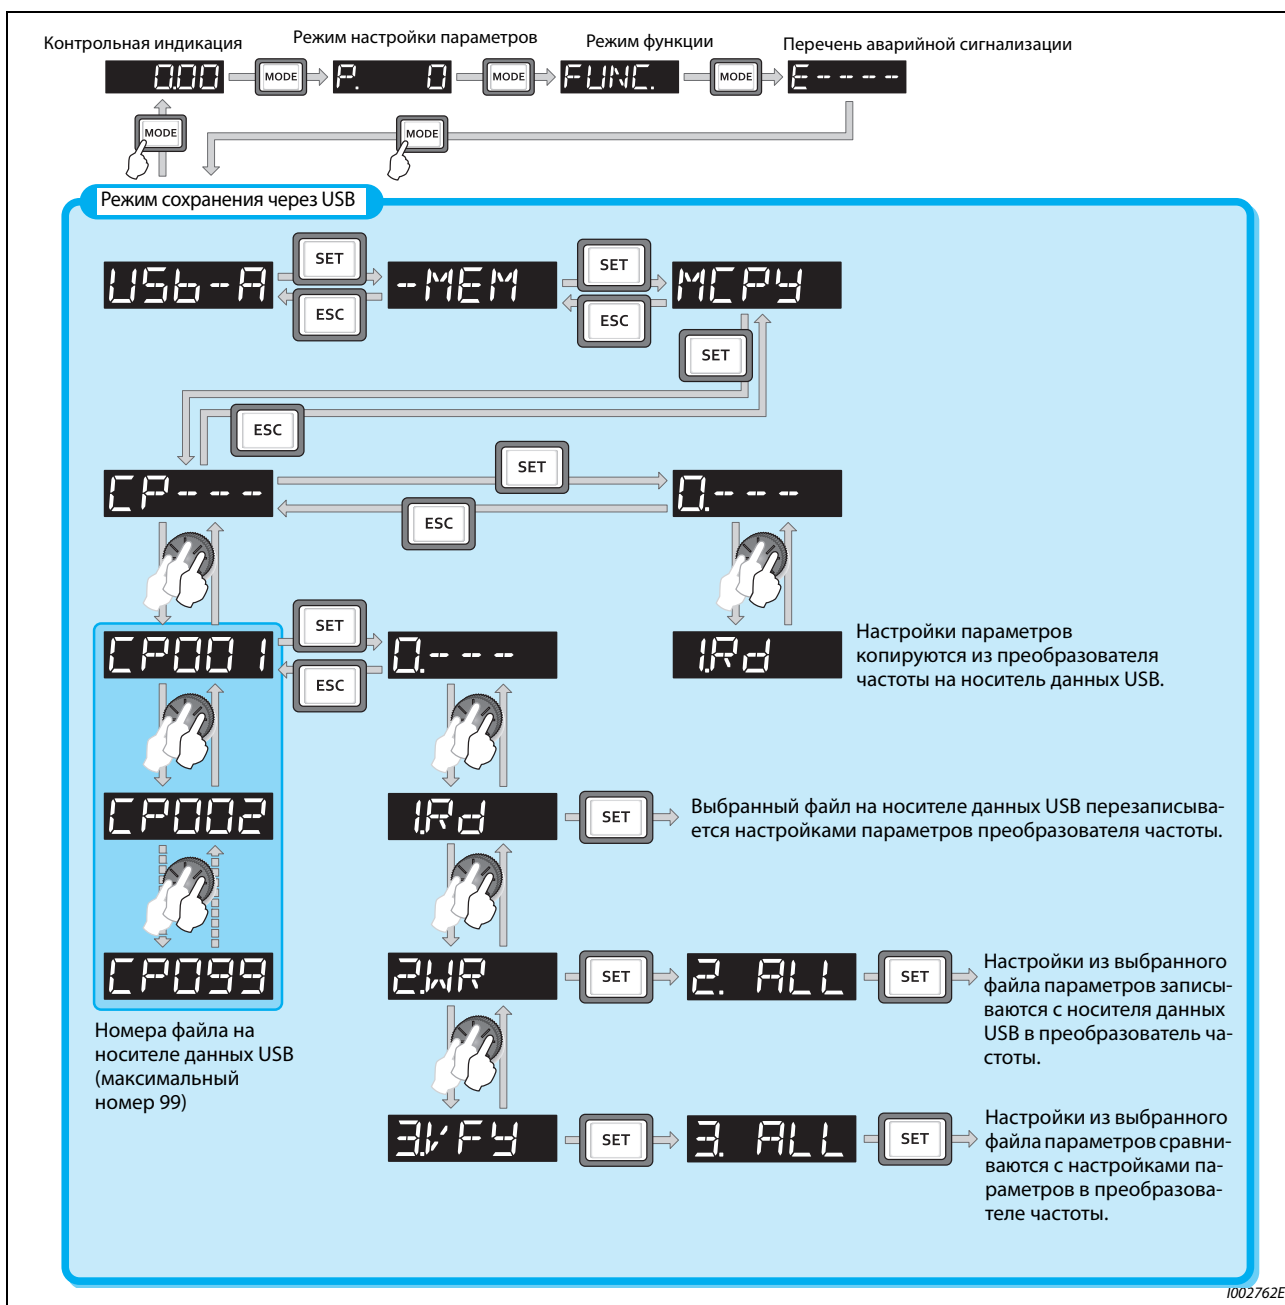 Контрольная индикация
Режим настройки параметров
Режим функции
Перечень аварийной сигнализации
0.00
MODE
P. 0
MODE
FUNC.
MODE
E----
MODE
MODE
Режим сохранения через USB
USb-A
SET
ESC
-MEM
SET
ESC
MCPY
SET
ESC
CP---
SET
ESC
0.---
CP001
SET
ESC
0.---
1.Rd
Настройки параметров
копируются из преобразователя
частоты на носитель данных USB.
CP002
1.Rd
SET
Выбранный файл на носителе данных USB перезаписыва-
ется настройками параметров преобразователя частоты.
CP099
2.WR
SET
2. ALL
SET
Настройки из выбранного
файла параметров записы-
ваются с носителя данных
USB в преобразователь ча-
стоты.
Номера файла на
носителе данных USB
(максимальный
номер 99)
3.VFY
SET
3. ALL
SET
Настройки из выбранного
файла параметров сравни-
ваются с настройками па-
раметров в преобразова-
теле частоты.
I002762E